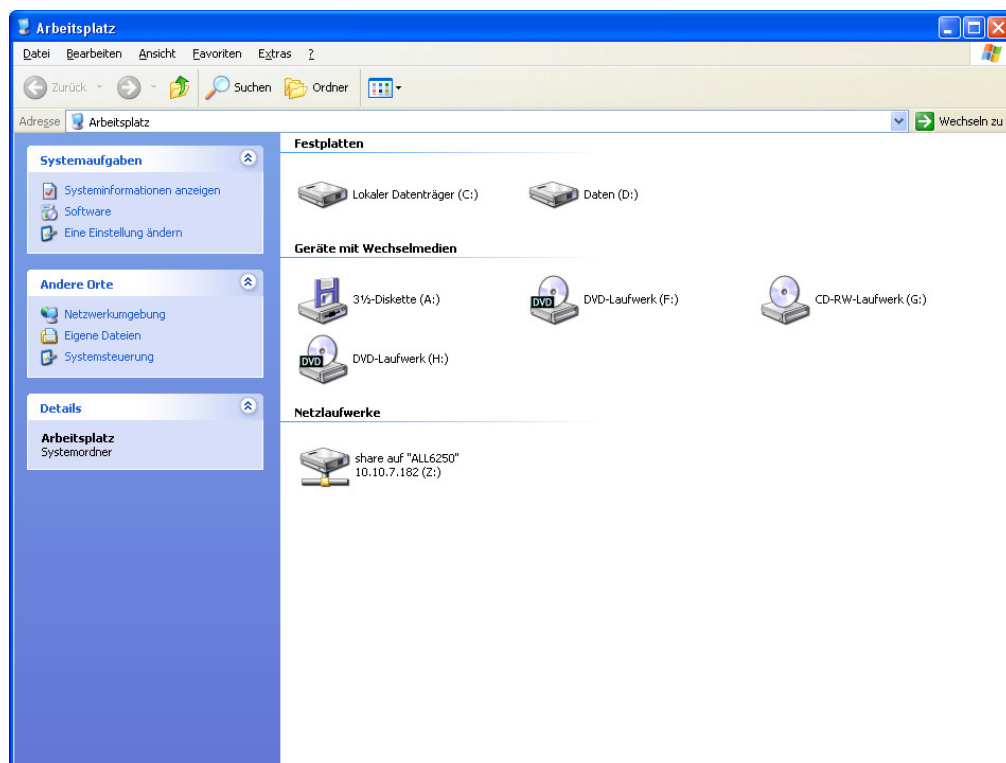 Arbeitsplatz
Datei Bearbeiten Ansicht Favoriten Extras ?
Zurück Suchen Ordner
Adresse Arbeitsplatz Wechseln zu
Systemaufgaben
Systeminformationen anzeigen
Software
Eine Einstellung ändern
Andere Orte
Netzwerkumgebung
Eigene Dateien
Systemsteuerung
Details
Arbeitsplatz
Systemordner
Festplatten
Lokaler Datenträger (C:)
Daten (D:)
Geräte mit Wechselmedien
3½-Diskette (A:)
DVD
DVD-Laufwerk (F:)
CD-RW-Laufwerk (G:)
DVD
DVD-Laufwerk (H:)
Netzlaufwerke
share auf "ALL6250"
10.10.7.182 (Z:)